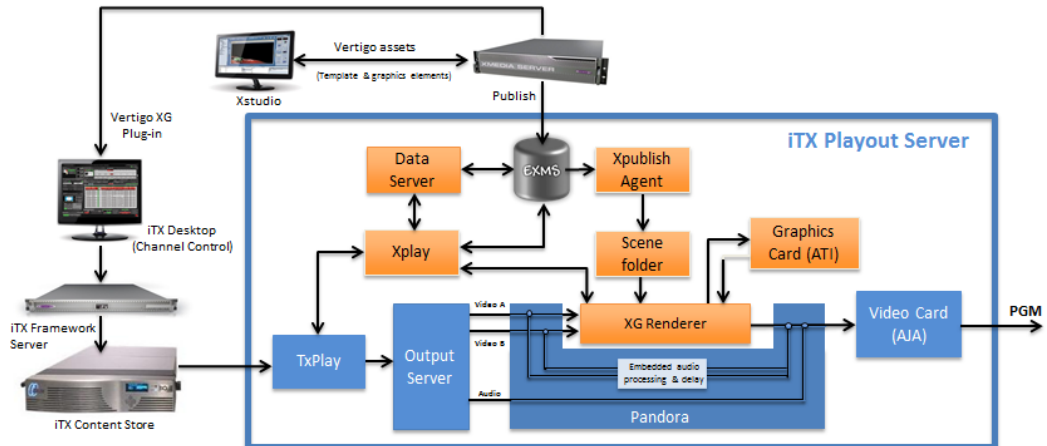 Vertigo assets
(Template & graphics elements)
XMEDIA SERVER
Xstudio
Publish
Vertigo XG
Plug-in
iTX Playout Server
Data
Server
EXMS
Xpublish
Agent
iTX Desktop
(Channel Control)
Xplay
Scene
folder
Graphics
Card (ATI)
iTX Framework
Server
Video A
Video B
XG Renderer
TxPlay
Output
Server
Video Card
(AJA)
PGM
Embedded audio
processing & delay
Audio
Pandora
iTX Content Store